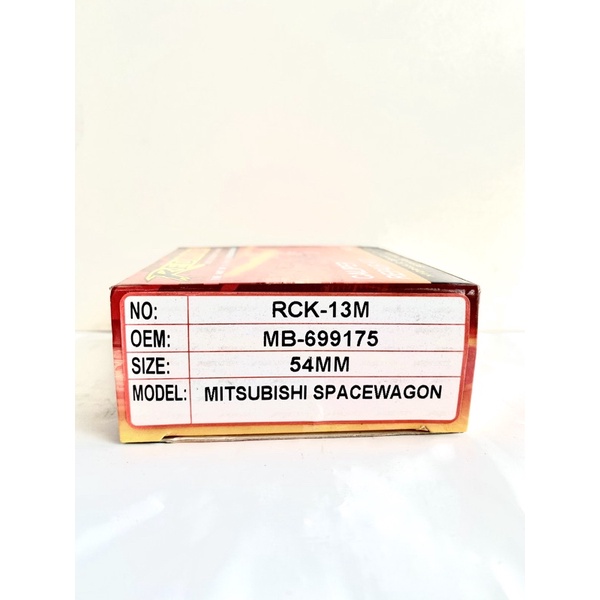 NO: RCK-13M
OEM: MB-699175
SIZE: 54MM
MODEL: MITSUBISHI SPACEWAGON